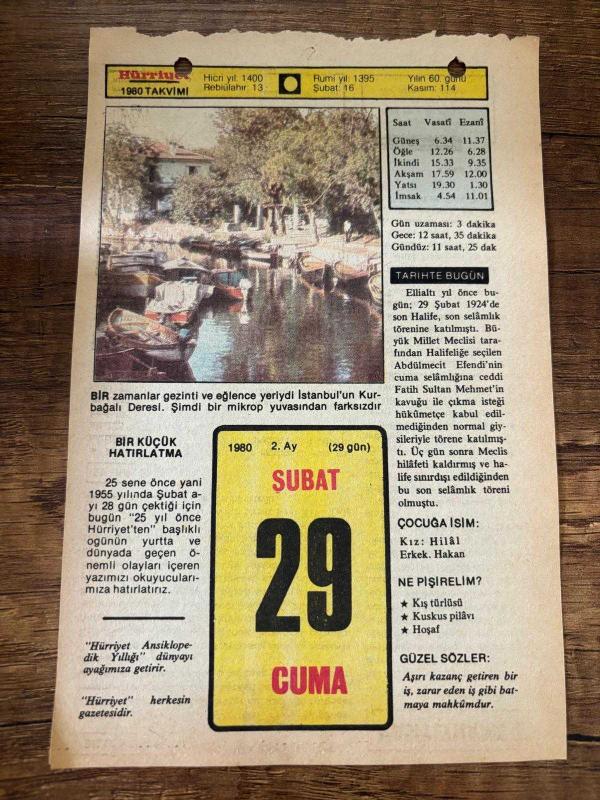 Hürriyet
1980 TAKVİMİ
Hicri yıl: 1400
Rebiülahır: 13
Rumi yıl: 1395
Şubat: 16
Yılın 60. günü
Kasım: 114
Saat Vasatî Ezanî
Güneş 6.34 11.37
Öğle 12.26 6.28
İkindi 15.33 9.35
Akşam 17.59 12.00
Yatsı 19.30 1.30
İmsak 4.54 11.01
Gün uzaması: 3 dakika
Gece: 12 saat, 35 dakika
Gündüz: 11 saat, 25 dak
BİR zamanlar gezinti ve eğlence yeriydi İstanbul'un Kur-
bağalı Deresi. Şimdi bir mikrop yuvasından farksızdır
TARIHTE BUGÜN
Ellialtı yıl önce bu-
gün; 29 Şubat 1924'de
son Halife, son selâmlık
törenine katılmıştı. Bü-
yük Millet Meclisi tara-
fından Halifeliğe seçilen
Abdülmecit Efendi'nin
cuma selâmlığına ceddi
Fatih Sultan Mehmet'in
kavuğu ile çıkma isteği
hükûmetçe kabul edil-
mediğinden normal giy-
sileriyle törene katılmış-
tı. Üç gün sonra Meclis
hilâfeti kaldırmış ve ha-
life sınırdışı edildiğinden
bu son selâmlık töreni
olmuştu.
BİR KÜÇÜK
HATIRLATMA
25 sene önce yani
1955 yılında Şubat a-
yı 28 gün çektiği için
bugün "25 yıl önce
Hürriyet'ten" başlıklı
ogünün yurtta ve
dünyada geçen ö-
nemli olayları içeren
yazımızı okuyucuları-
mıza hatırlatırız.
"Hürriyet Ansiklope-
dik Yıllığı" dünyayı
ayağımıza getirir.
"Hürriyet" herkesin
gazetesidir.
1980 2. Ay (29 gün)
ŞUBAT
29
CUMA
ÇOCUĞA İSİM:
Kız: Hilâl
Erkek. Hakan
NE PİŞİRELİM?
★ Kış türlüsü
★ Kuskus pilâvı
★ Hoşaf
GÜZEL SÖZLER:
Aşırı kazanç getiren bir
iş, zarar eden iş gibi bat-
maya mahkûmdur.